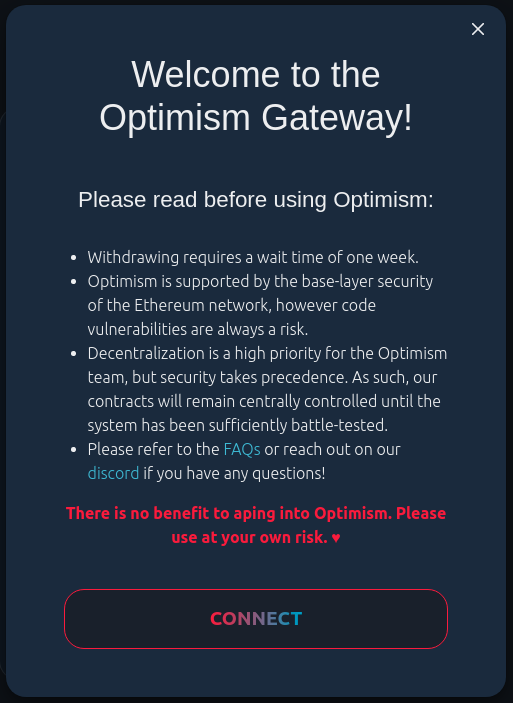 Welcome to the
Optimism Gateway!
Please read before using Optimism:
• Withdrawing requires a wait time of one week.
• Optimism is supported by the base-layer security
of the Ethereum network, however code
vulnerabilities are always a risk.
• Decentralization is a high priority for the Optimism
team, but security takes precedence. As such, our
contracts will remain centrally controlled until the
system has been sufficiently battle-tested.
• Please refer to the FAQs or reach out on our
discord if you have any questions!
There is no benefit to aping into Optimism. Please
use at your own risk. ♥
CONNECT